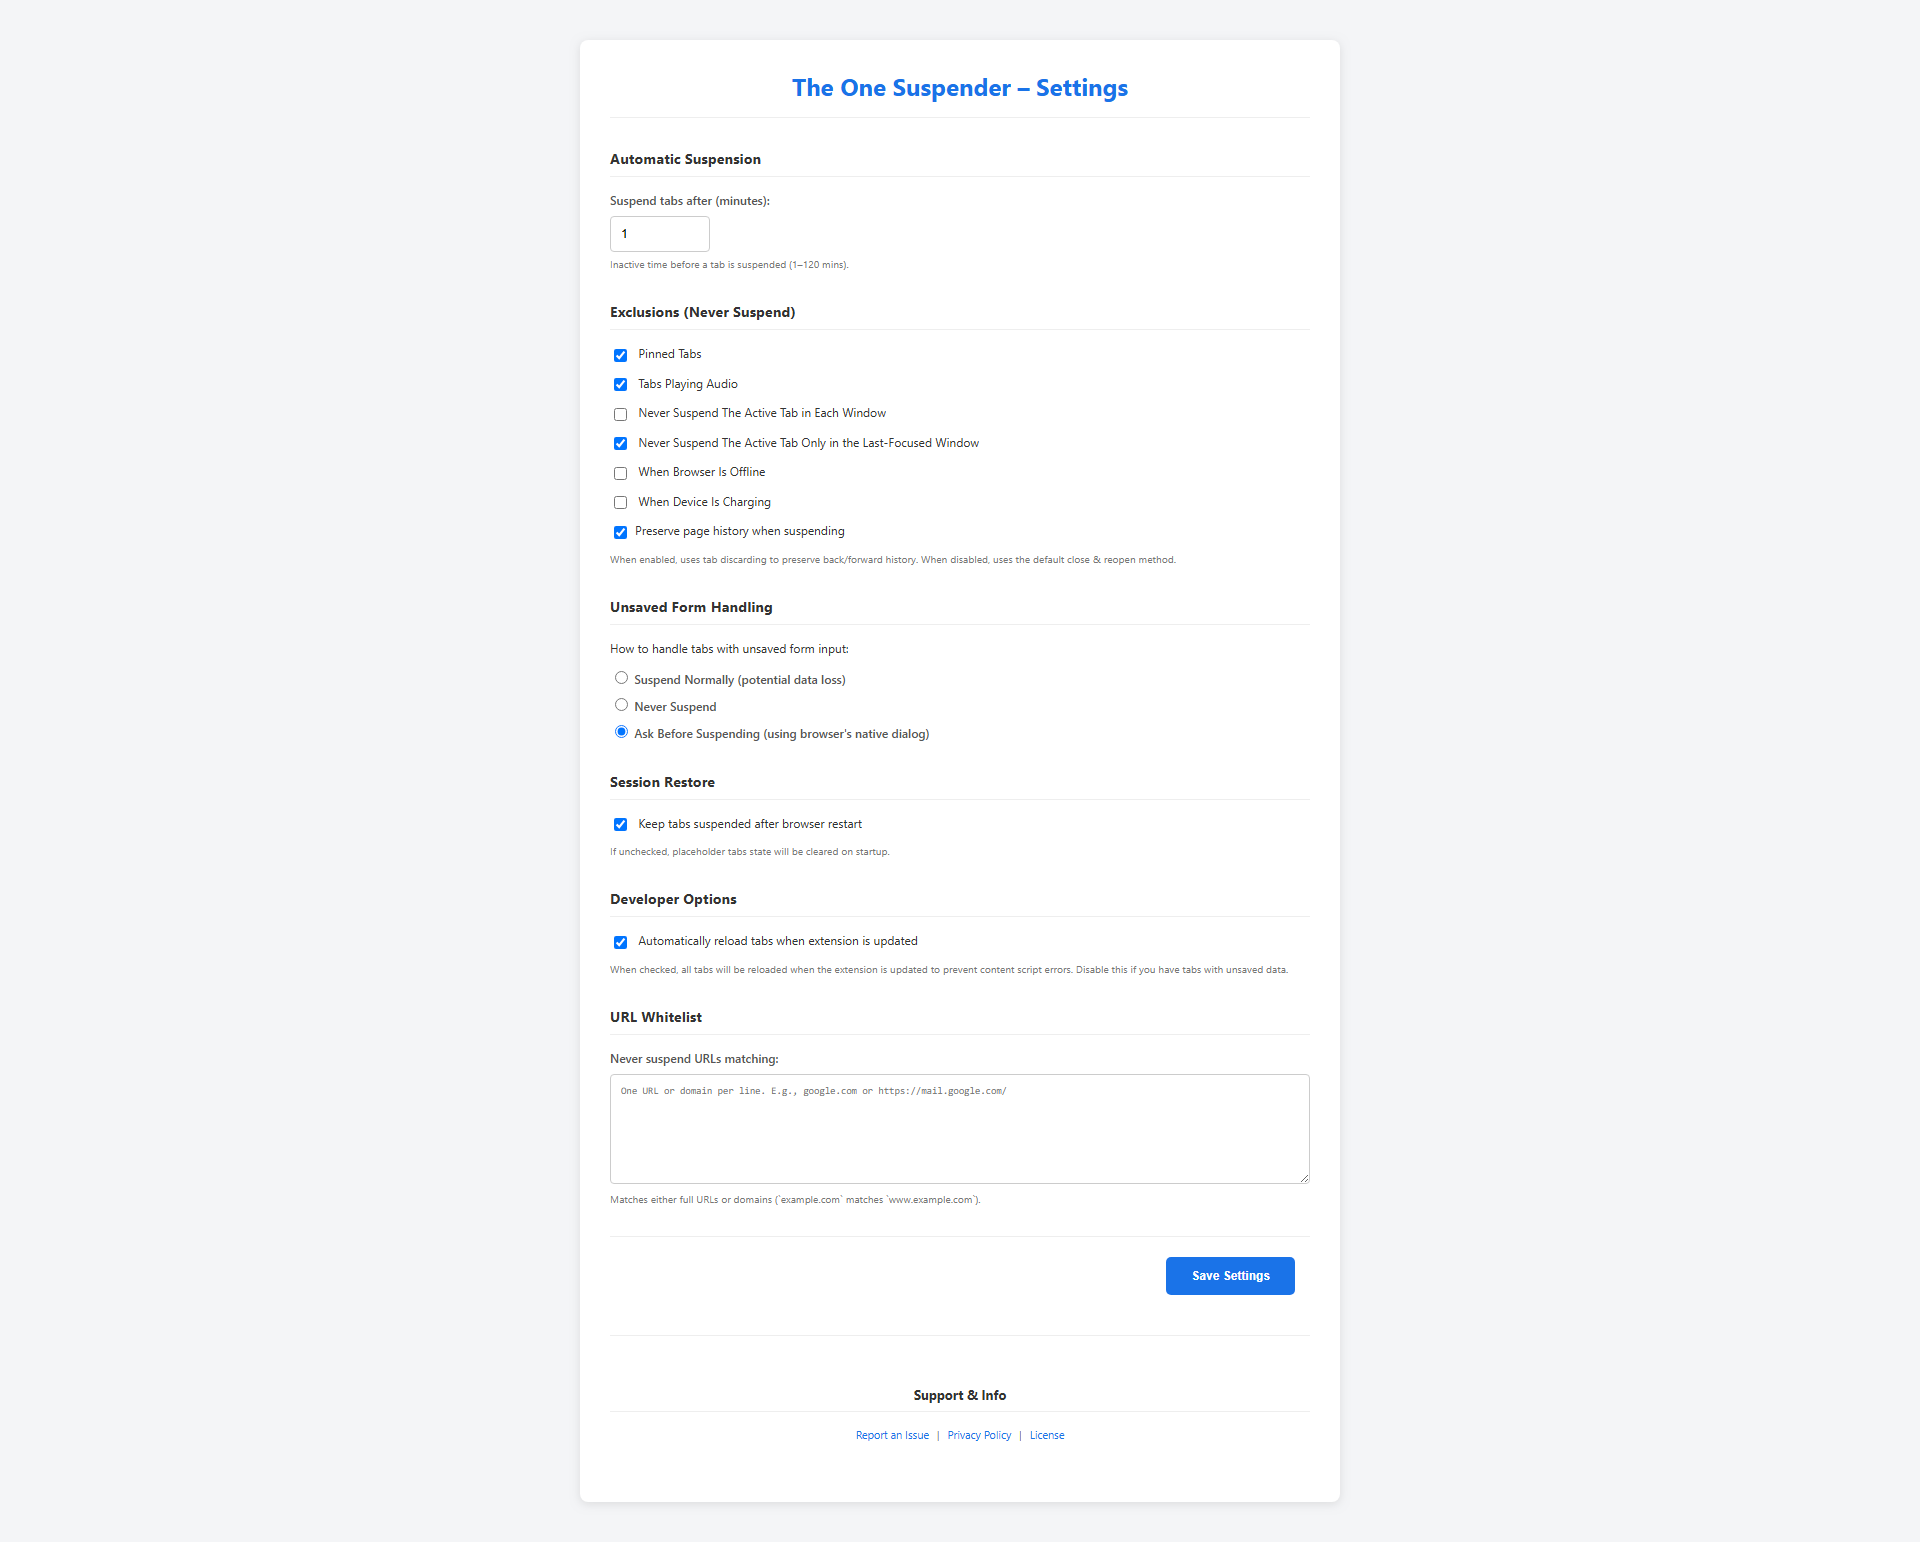 The One Suspender – Settings
Automatic Suspension
Suspend tabs after (minutes):
1
Inactive time before a tab is suspended (1–120 mins).
Exclusions (Never Suspend)
Pinned Tabs
Tabs Playing Audio
Never Suspend The Active Tab in Each Window
Never Suspend The Active Tab Only in the Last-Focused Window
When Browser Is Offline
When Device Is Charging
Preserve page history when suspending
When enabled, uses tab discarding to preserve back/forward history. When disabled, uses the default close & reopen method.
Unsaved Form Handling
How to handle tabs with unsaved form input:
Suspend Normally (potential data loss)
Never Suspend
Ask Before Suspending (using browser's native dialog)
Session Restore
Keep tabs suspended after browser restart
If unchecked, placeholder tabs state will be cleared on startup.
Developer Options
Automatically reload tabs when extension is updated
When checked, all tabs will be reloaded when the extension is updated to prevent content script errors. Disable this if you have tabs with unsaved data.
URL Whitelist
Never suspend URLs matching:
One URL or domain per line. E.g., google.com or https://mail.google.com/
Matches either full URLs or domains (`example.com` matches `www.example.com`).
Save Settings
Support & Info
Report an Issue | Privacy Policy | License